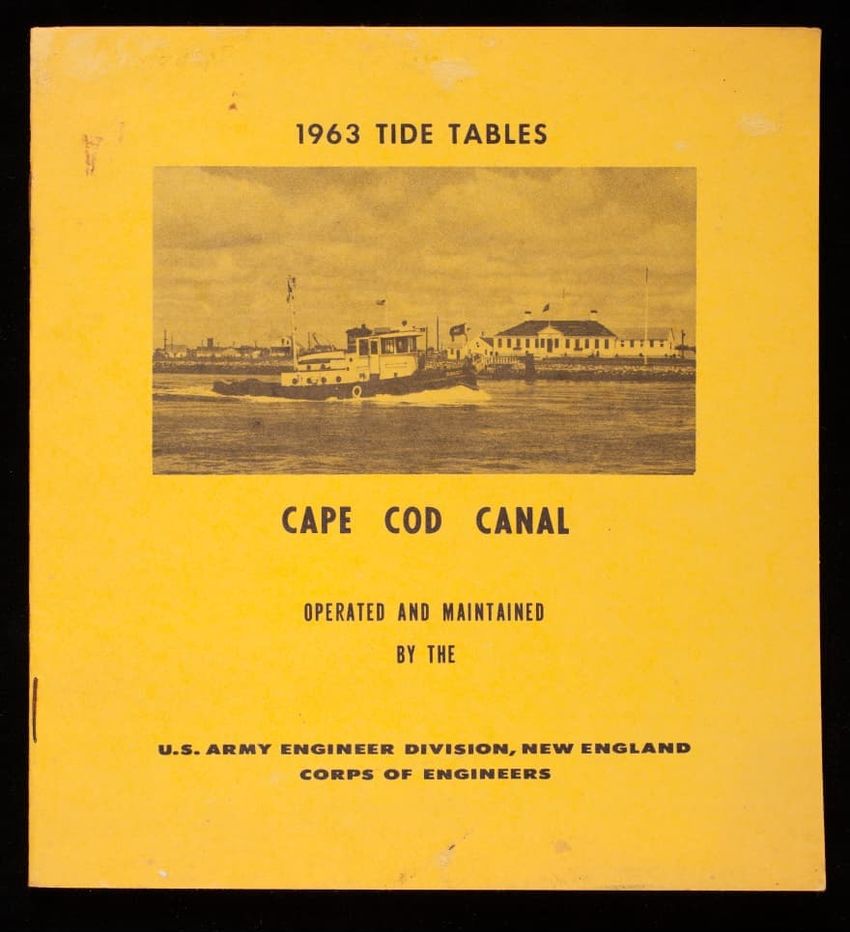 1963 TIDE TABLES
CAPE COD CANAL
OPERATED AND MAINTAINED
BY THE
U.S. ARMY ENGINEER DIVISION, NEW ENGLAND
CORPS OF ENGINEERS